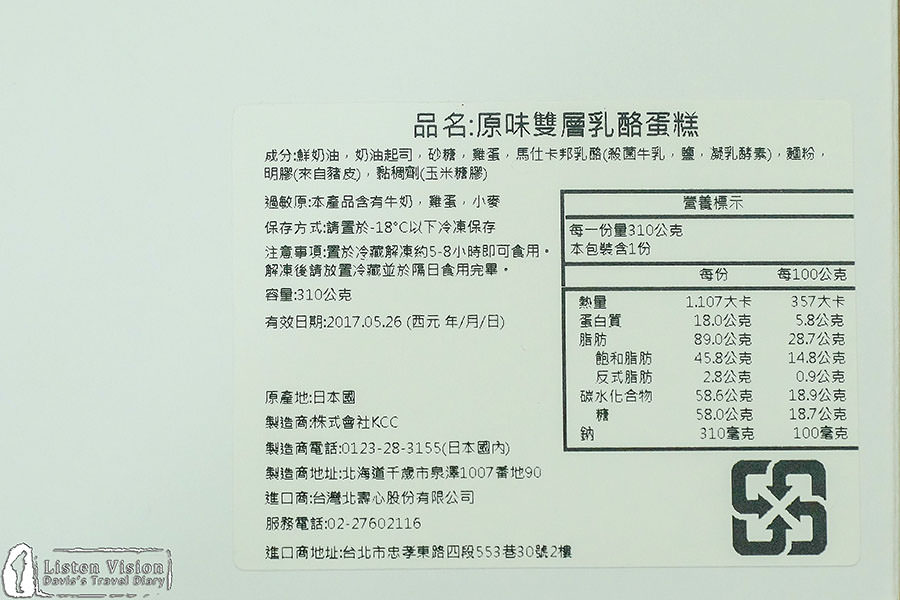 品名:原味雙層乳酪蛋糕
成分:鮮奶油，奶油起司，砂糖，雞蛋，馬仕卡邦乳酪(殺菌牛乳，鹽，凝乳酵素)，麵粉，
明膠(來自豬皮)，黏稠劑(玉米糖膠)
過敏原:本產品含有牛奶，雞蛋，小麥
保存方式:請置於-18°C以下冷凍保存
注意事項:置於冷藏解凍約5-8小時即可食用。
解凍後請放置冷藏並於隔日食用完畢。
容量:310公克
有效日期:2017.05.26 (西元 年/月/日)
營養標示
每一份量310公克
本包裝含1份
每份 每100公克
熱量 1,107大卡 357大卡
蛋白質 18.0公克 5.8公克
脂肪 89.0公克 28.7公克
飽和脂肪 45.8公克 14.8公克
反式脂肪 2.8公克 0.9公克
碳水化合物 58.6公克 18.9公克
糖 58.0公克 18.7公克
鈉 310毫克 100毫克
原產地:日本國
製造商:株式會社KCC
製造商電話:0123-28-3155(日本國內)
製造商地址:北海道千歲市泉澤1007番地90
進口商:台灣北壽心股份有限公司
服務電話:02-27602116
進口商地址:台北市忠孝東路四段553巷30號2樓
Listen Vision
Davis's Travel Diary